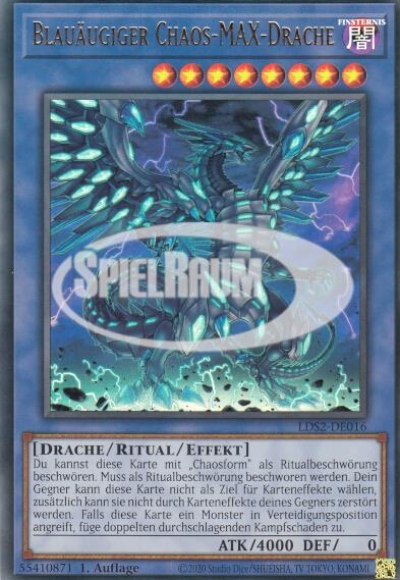 Blauäugiger Chaos-MAX-Drache
FINSTERNIS
闇
SPIELRAUM
LDS2-DE016
[Drache/Ritual/Effekt]
Du kannst diese Karte mit „Chaosform" als Ritualbeschwörung
beschwören. Muss als Ritualbeschwörung beschworen werden. Dein
Gegner kann diese Karte nicht als Ziel für Karteneffekte wählen,
zusätzlich kann sie nicht durch Karteneffekte deines Gegners zerstört
werden. Falls diese Karte ein Monster in Verteidigungsposition
angreift, füge doppelten durchschlagenden Kampfschaden zu.
ATK/4000 DEF/ 0
55410871 1. Auflage
©2020 Studio Dice/SHUEISHA, TV TOKYO, KONAMI